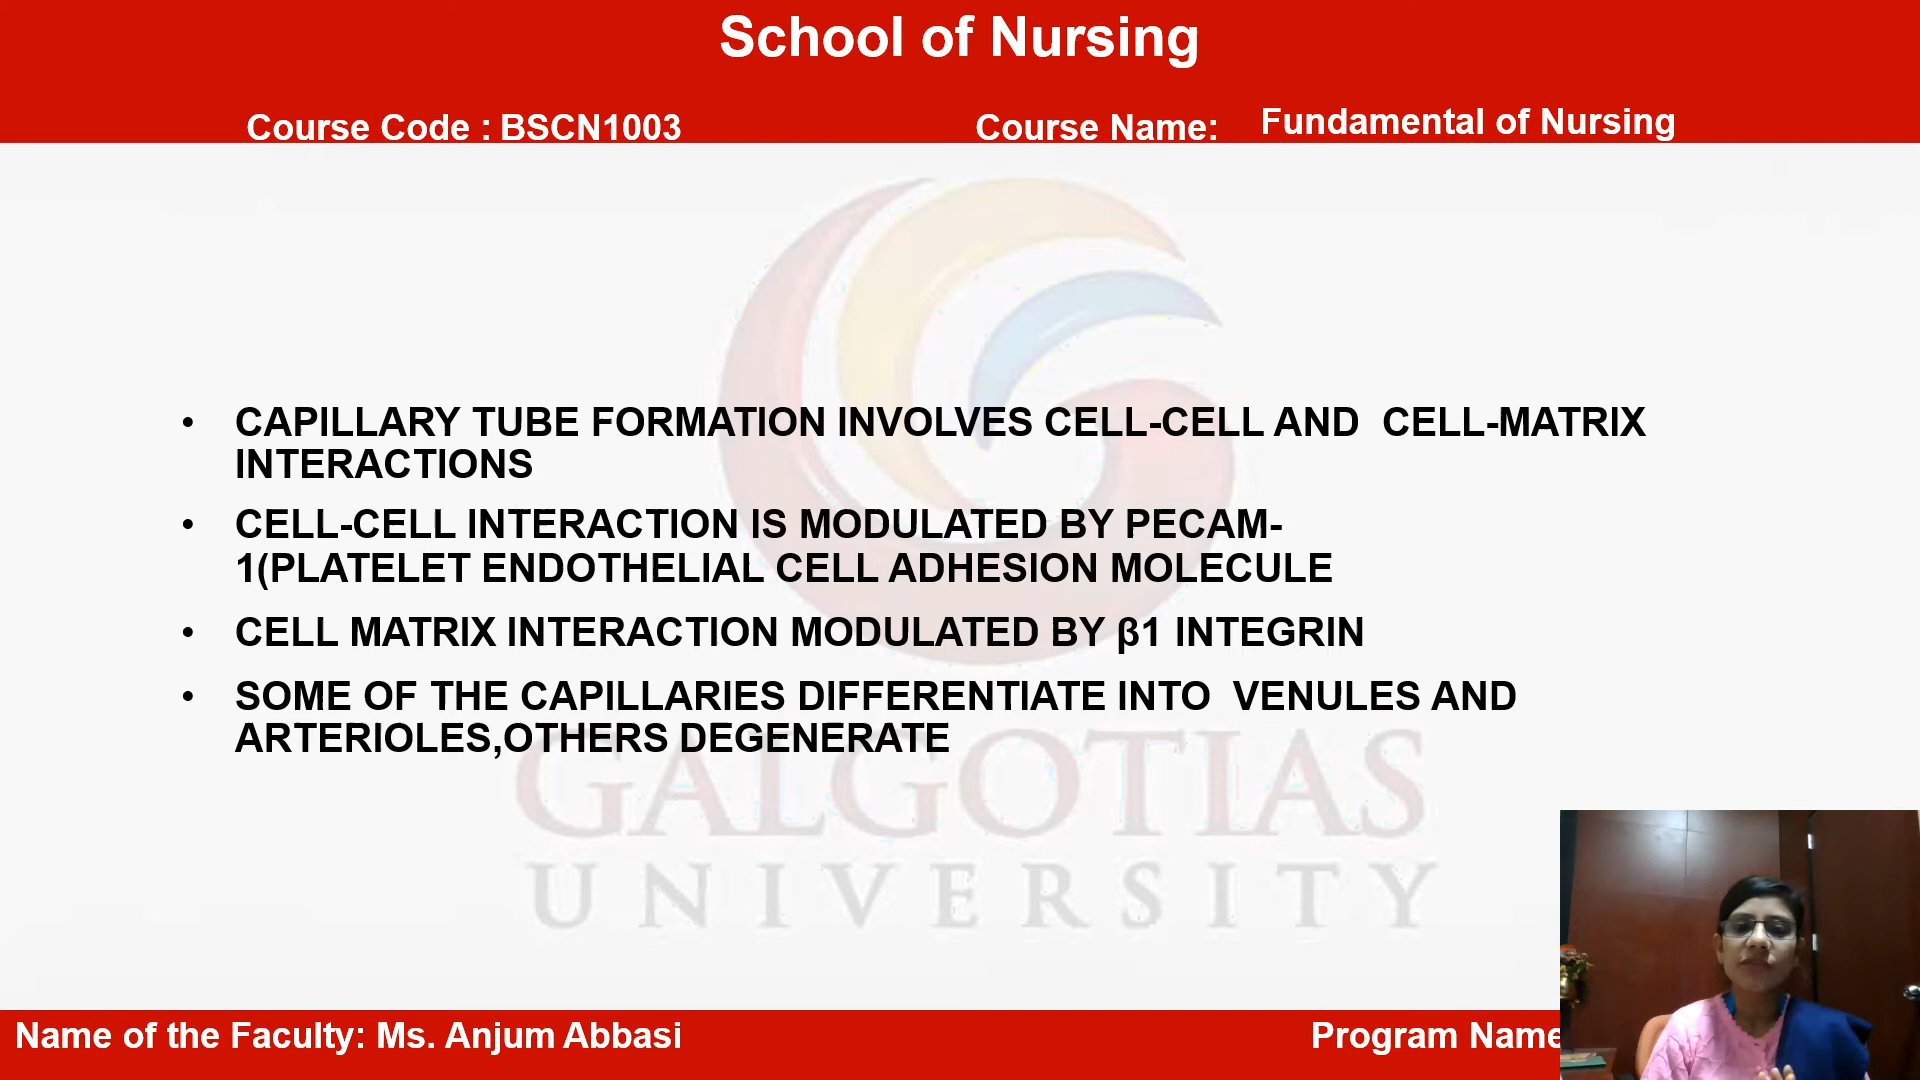 School of Nursing
Course Code : BSCN1003
Course Name: Fundamental of Nursing
• CAPILLARY TUBE FORMATION INVOLVES CELL-CELL AND CELL-MATRIX
INTERACTIONS
• CELL-CELL INTERACTION IS MODULATED BY PECAM-
1(PLATELET ENDOTHELIAL CELL ADHESION MOLECULE
• CELL MATRIX INTERACTION MODULATED BY β1 INTEGRIN
• SOME OF THE CAPILLARIES DIFFERENTIATE INTO VENULES AND
ARTERIOLES,OTHERS DEGENERATE
GALGOTIAS
UNIVERSITY
Name of the Faculty: Ms. Anjum Abbasi
Program Name